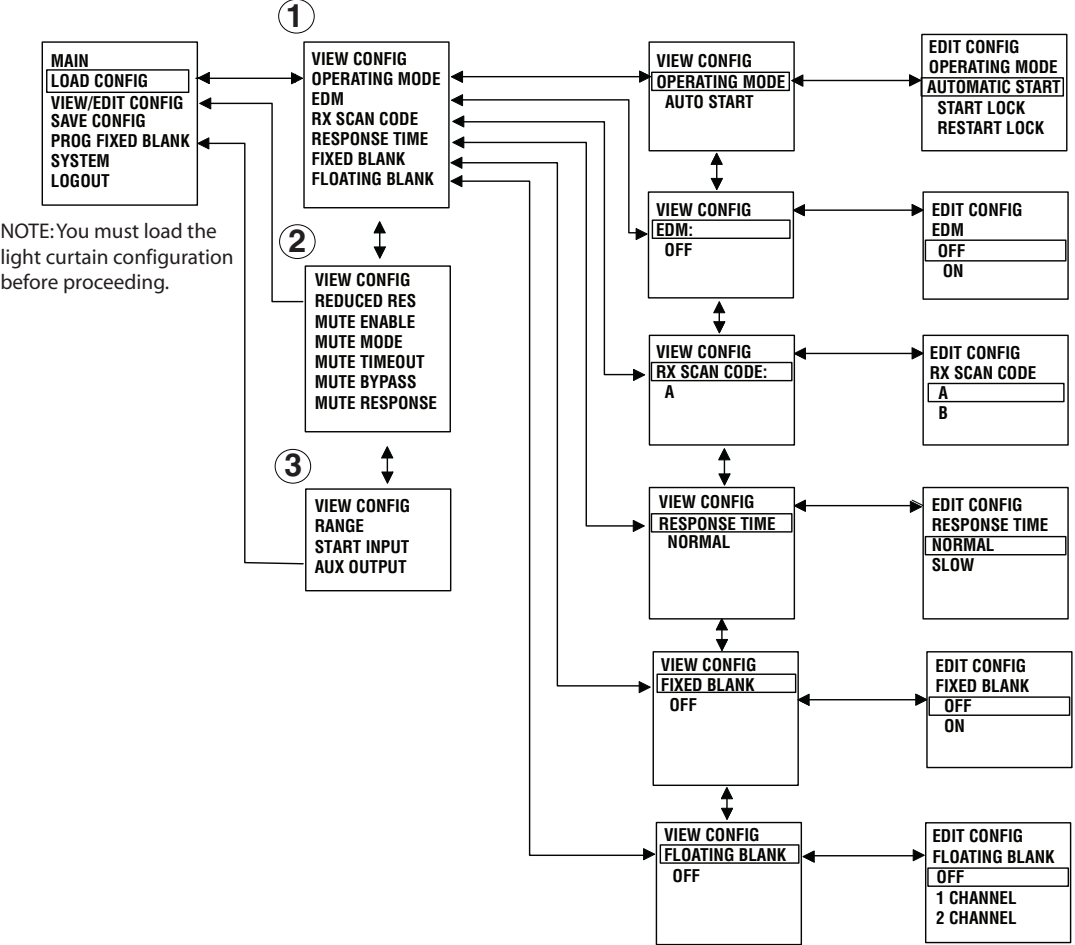 1
MAIN
LOAD CONFIG
VIEW/EDIT CONFIG
SAVE CONFIG
PROG FIXED BLANK
SYSTEM
LOGOUT
NOTE: You must load the
light curtain configuration
before proceeding.
VIEW CONFIG
OPERATING MODE
EDM
RX SCAN CODE
RESPONSE TIME
FIXED BLANK
FLOATING BLANK
2
VIEW CONFIG
REDUCED RES
MUTE ENABLE
MUTE MODE
MUTE TIMEOUT
MUTE BYPASS
MUTE RESPONSE
3
VIEW CONFIG
RANGE
START INPUT
AUX OUTPUT
VIEW CONFIG
OPERATING MODE
AUTO START
EDIT CONFIG
OPERATING MODE
AUTOMATIC START
START LOCK
RESTART LOCK
VIEW CONFIG
EDM:
OFF
EDIT CONFIG
EDM
OFF
ON
VIEW CONFIG
RX SCAN CODE:
A
EDIT CONFIG
RX SCAN CODE
A
B
VIEW CONFIG
RESPONSE TIME
NORMAL
EDIT CONFIG
RESPONSE TIME
NORMAL
SLOW
VIEW CONFIG
FIXED BLANK
OFF
EDIT CONFIG
FIXED BLANK
OFF
ON
VIEW CONFIG
FLOATING BLANK
OFF
EDIT CONFIG
FLOATING BLANK
OFF
1 CHANNEL
2 CHANNEL